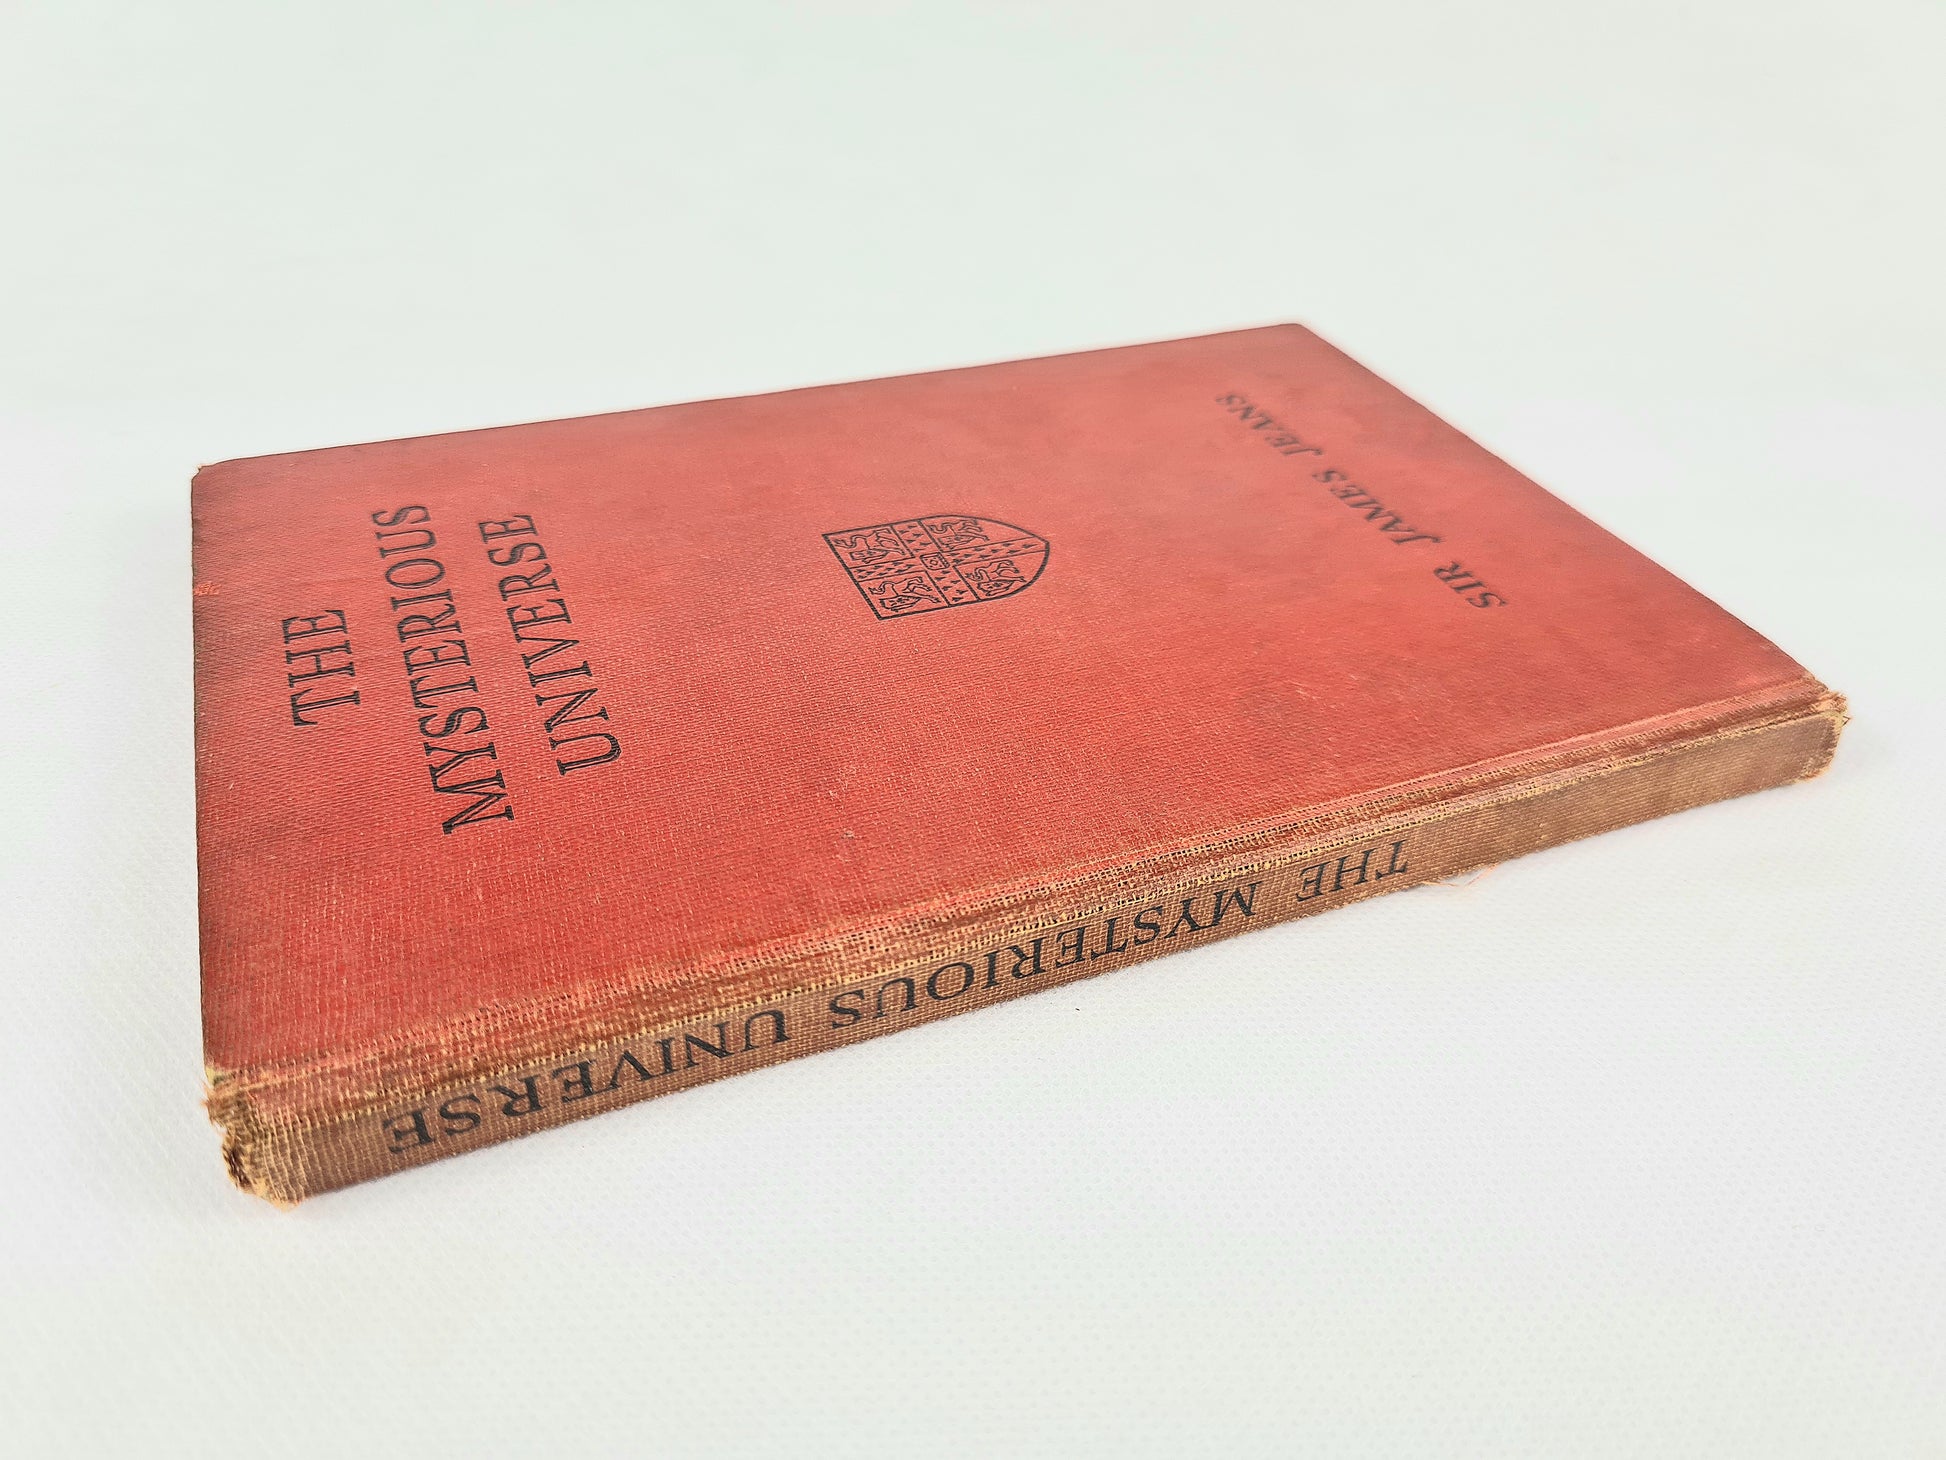 THE
MYSTERIOUS
UNIVERSE
SIR JAMES JEANS
THE MYSTERIOUS UNIVERSE